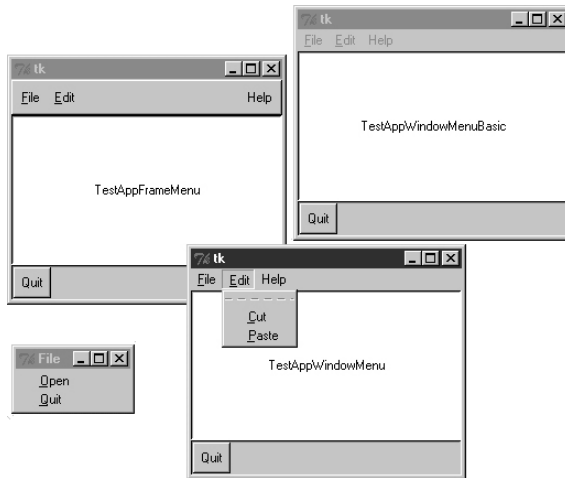 tk
File Edit Help
TestAppWindowMenuBasic
Quit
tk
File Edit Help
TestAppFrameMenu
Quit
tk
File Edit Help
Cut
Paste
TestAppWindowMenu
Quit
File
Open
Quit